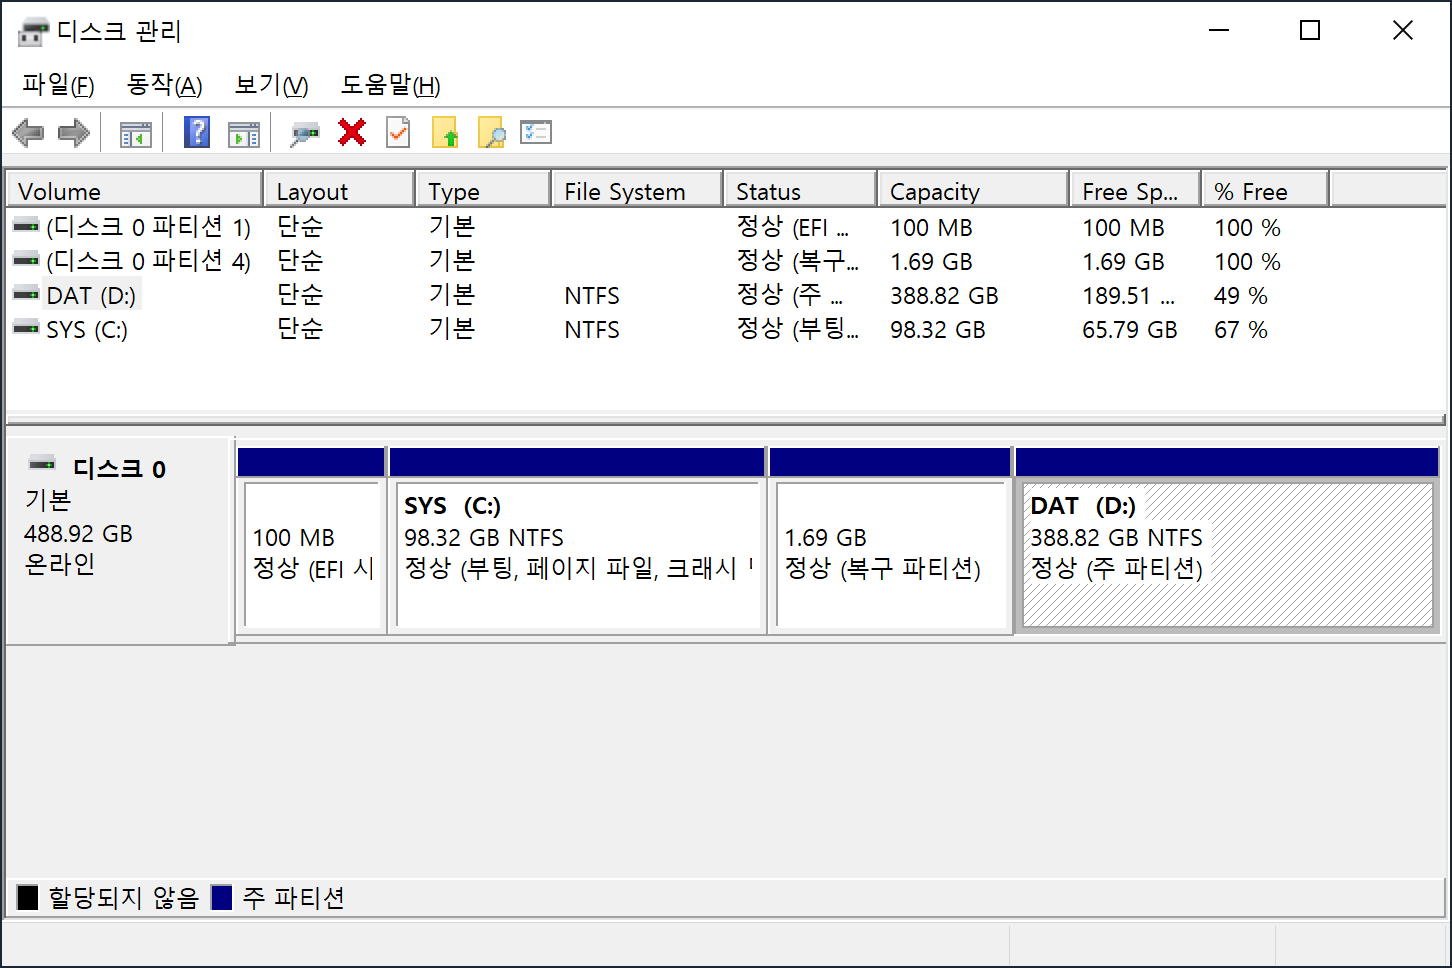 디스크 관리
파일(F) 동작(A) 보기(V) 도움말(H)
Volume Layout Type File System Status Capacity Free Sp... % Free
(디스크 0 파티션 1) 단순 기본 정상 (EFI ... 100 MB 100 MB 100 %
(디스크 0 파티션 4) 단순 기본 정상 (복구... 1.69 GB 1.69 GB 100 %
DAT (D:) 단순 기본 NTFS 정상 (주 ... 388.82 GB 189.51 ... 49 %
SYS (C:) 단순 기본 NTFS 정상 (부팅... 98.32 GB 65.79 GB 67 %
디스크 0
기본
488.92 GB
온라인
100 MB
정상 (EFI 시
SYS (C:)
98.32 GB NTFS
정상 (부팅, 페이지 파일, 크래시
1.69 GB
정상 (복구 파티션)
DAT (D:)
388.82 GB NTFS
정상 (주 파티션)
할당되지 않음 주 파티션